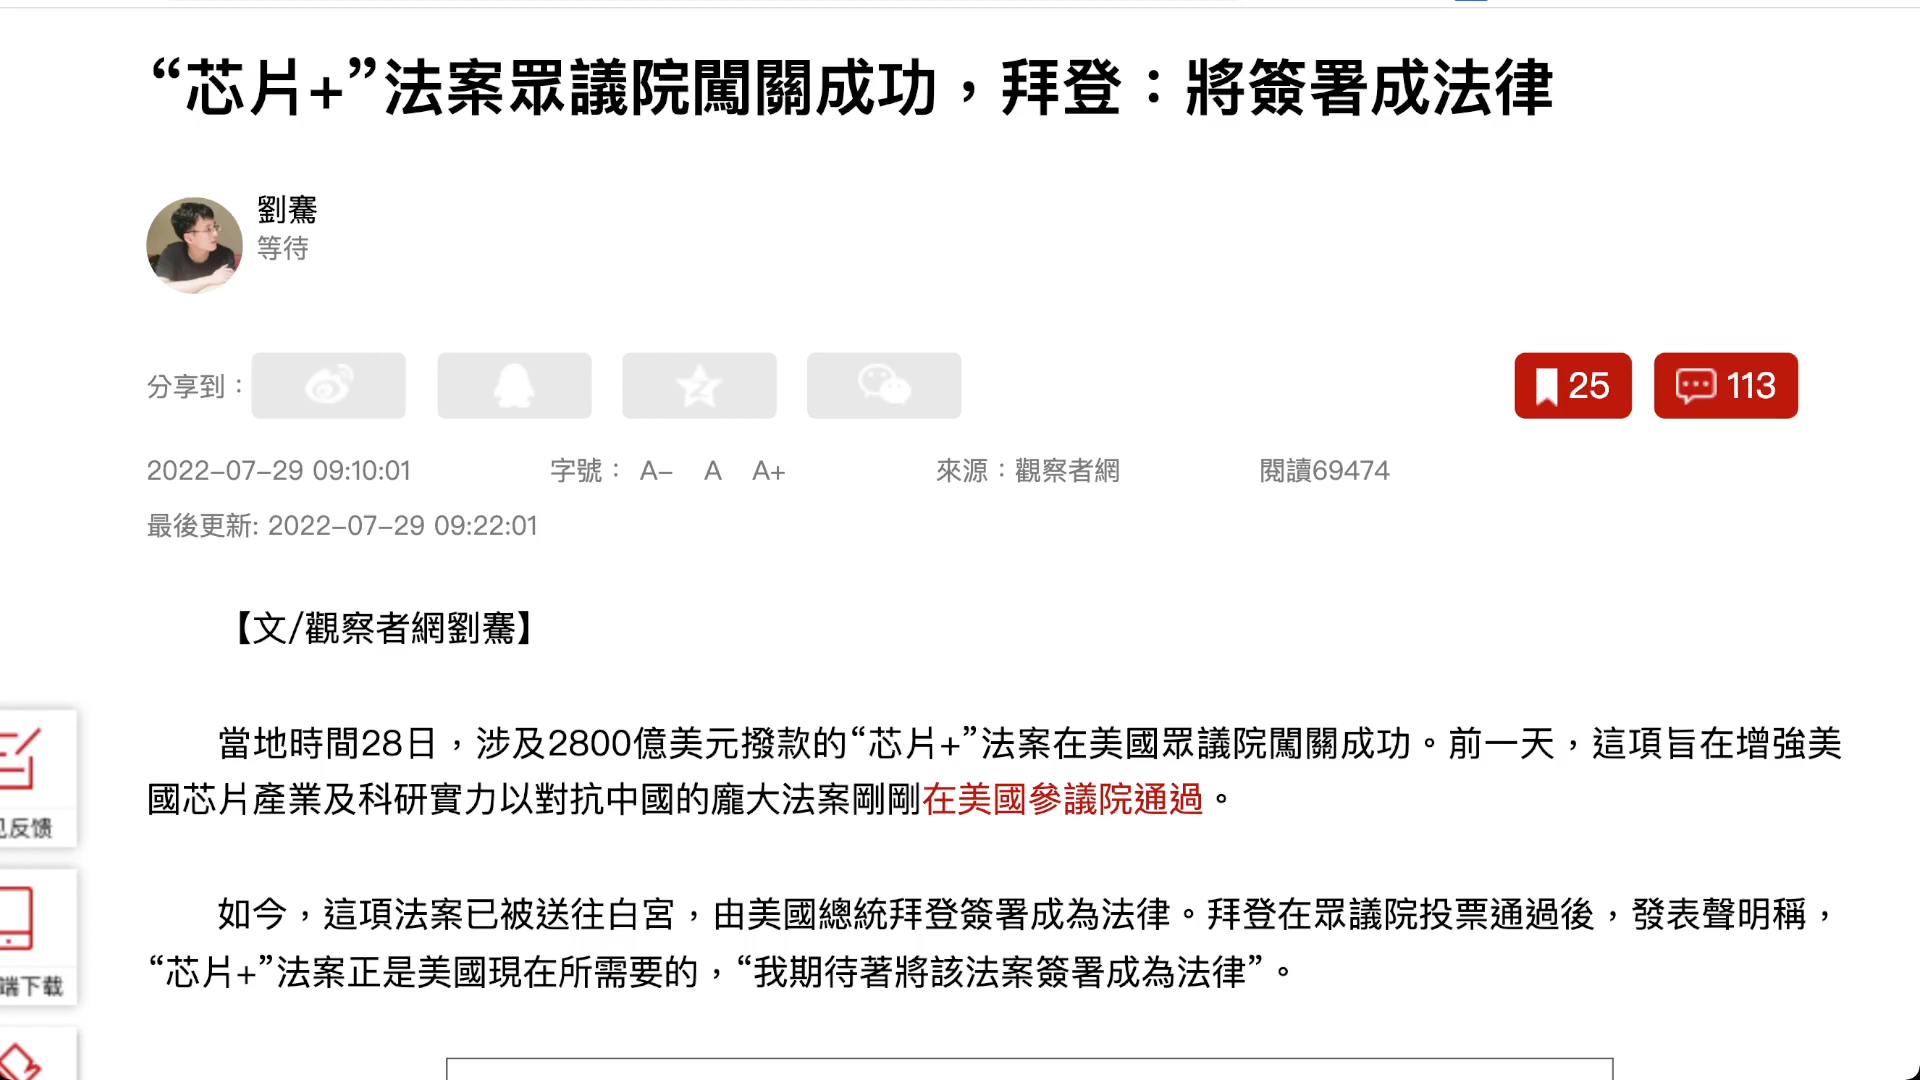 “芯片+”法案眾議院闖關成功，拜登：將簽署成法律
劉騫
等待
分享到：
25
113
2022-07-29 09:10:01
字號： A- A A+
來源：觀察者網
閱讀69474
最後更新: 2022-07-29 09:22:01
【文/觀察者網劉騫】
當地時間28日，涉及2800億美元撥款的“芯片+”法案在美國眾議院闖關成功。前一天，這項旨在增強美
國芯片產業及科研實力以對抗中國的龐大法案剛剛在美國參議院通過。
见反馈
端下载
如今，這項法案已被送往白宮，由美國總統拜登簽署成為法律。拜登在眾議院投票通過後，發表聲明稱，
“芯片+”法案正是美國現在所需要的，“我期待著將該法案簽署成為法律”。